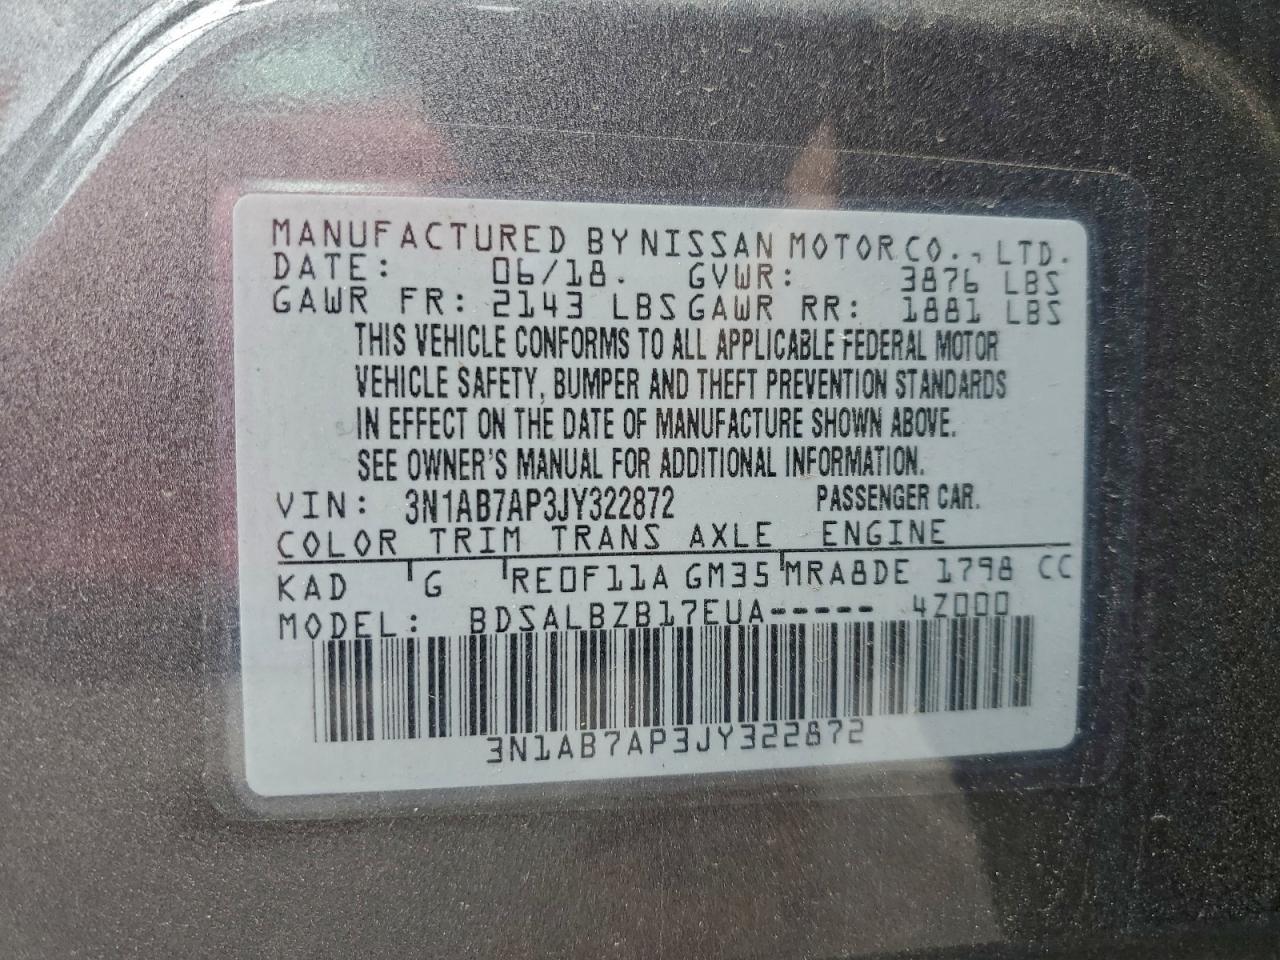 MANUFACTURED BY NISSAN MOTOR CO., LTD.
DATE: 06/18. GVWR: 3876 LBS
GAWR FR: 2143 LBS GAWR RR: 1881 LBS
THIS VEHICLE CONFORMS TO ALL APPLICABLE FEDERAL MOTOR
VEHICLE SAFETY, BUMPER AND THEFT PREVENTION STANDARDS
IN EFFECT ON THE DATE OF MANUFACTURE SHOWN ABOVE.
SEE OWNER'S MANUAL FOR ADDITIONAL INFORMATION.
VIN: 3N1AB7AP3JY322872 PASSENGER CAR.
COLOR TRIM TRANS AXLE ENGINE
KAD G RE0F11A GM35 MRA8DE 1798 CC
MODEL: BDSALBZB17EUA----- 4Z000
3N1AB7AP3JY322872